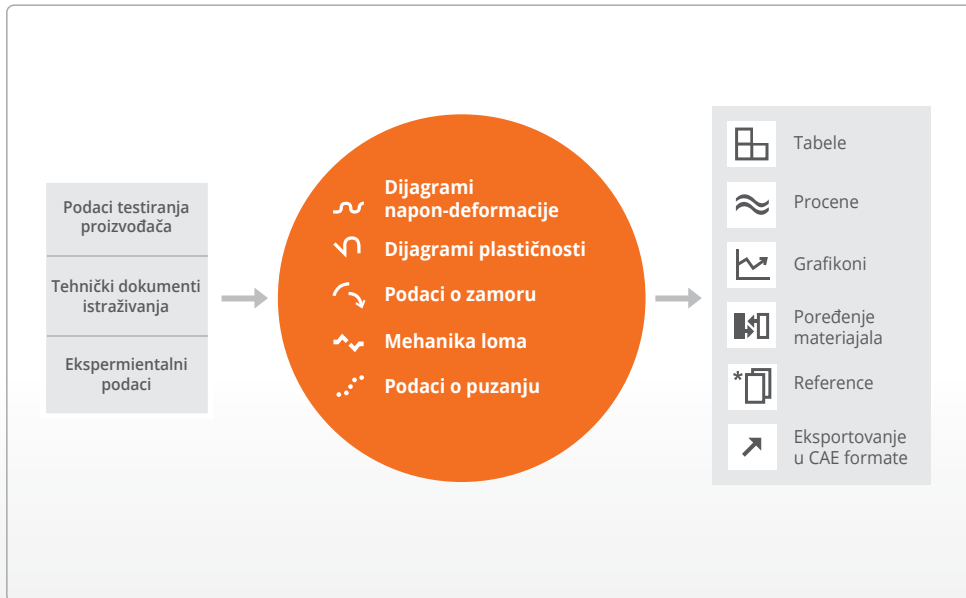 Podaci testiranja
proizvođača
Tehnički dokumenti
istraživanja
Ekspermientalni
podaci
Dijagrami
napon-deformacije
Dijagrami plastičnosti
Podaci o zamoru
Mehanika loma
Podaci o puzanju
Tabele
Procene
Grafikoni
Poređenje
materiajala
* Reference
Eksportovanje
u CAE formate